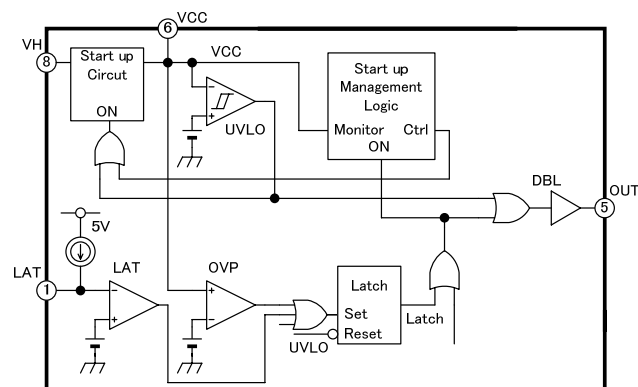 6
VCC
VH
8
Start up
Circut
ON
VCC
UVLO
Start up
Management
Logic
Monitor
Ctrl
ON
DBL
OUT
5
5V
LAT
1
LAT
OVP
Latch
Set
Reset
UVLO
Latch